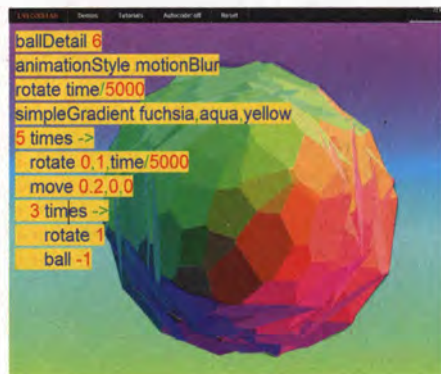 Demos Tutorials Autocode: off Reset
ballDetail 6
animationStyle motionBlur
rotate time/5000
simpleGradient fuchsia,aqua,yellow
5 times ->
rotate 0,1,time/5000
move 0.2,0,0
3 times ->
rotate 1
ball -1